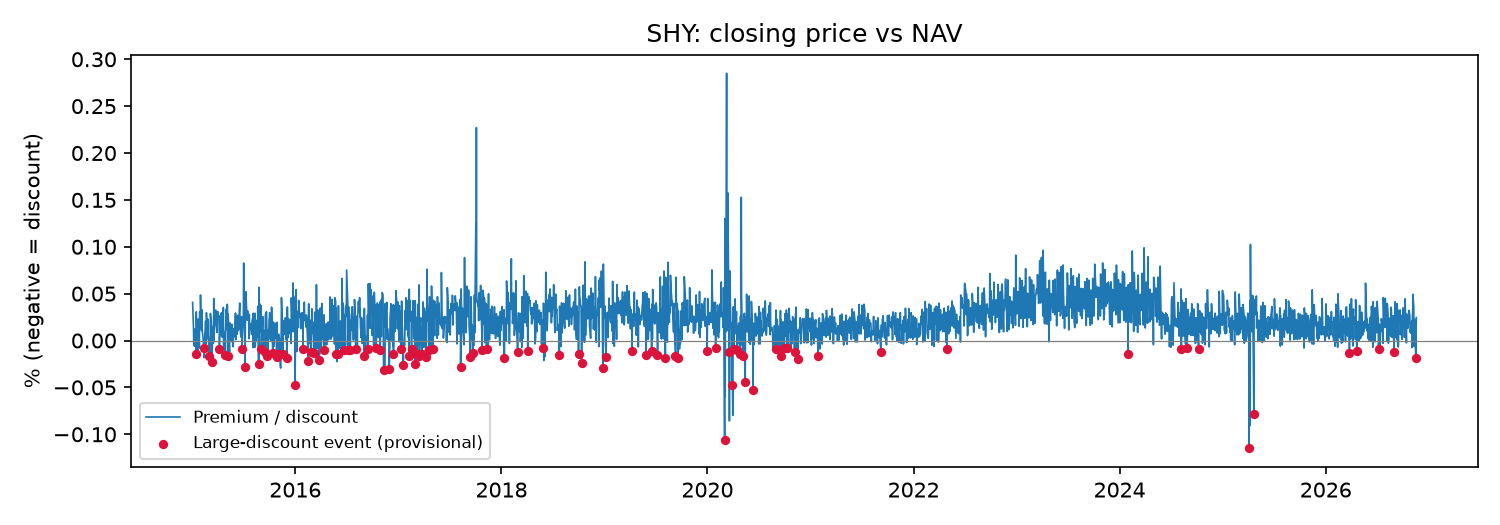 SHY: closing price vs NAV
% (negative = discount)
0.30
0.25
0.20
0.15
0.10
0.05
0.00
−0.05
−0.10
Premium / discount
Large-discount event (provisional)
2016 2018 2020 2022 2024 2026